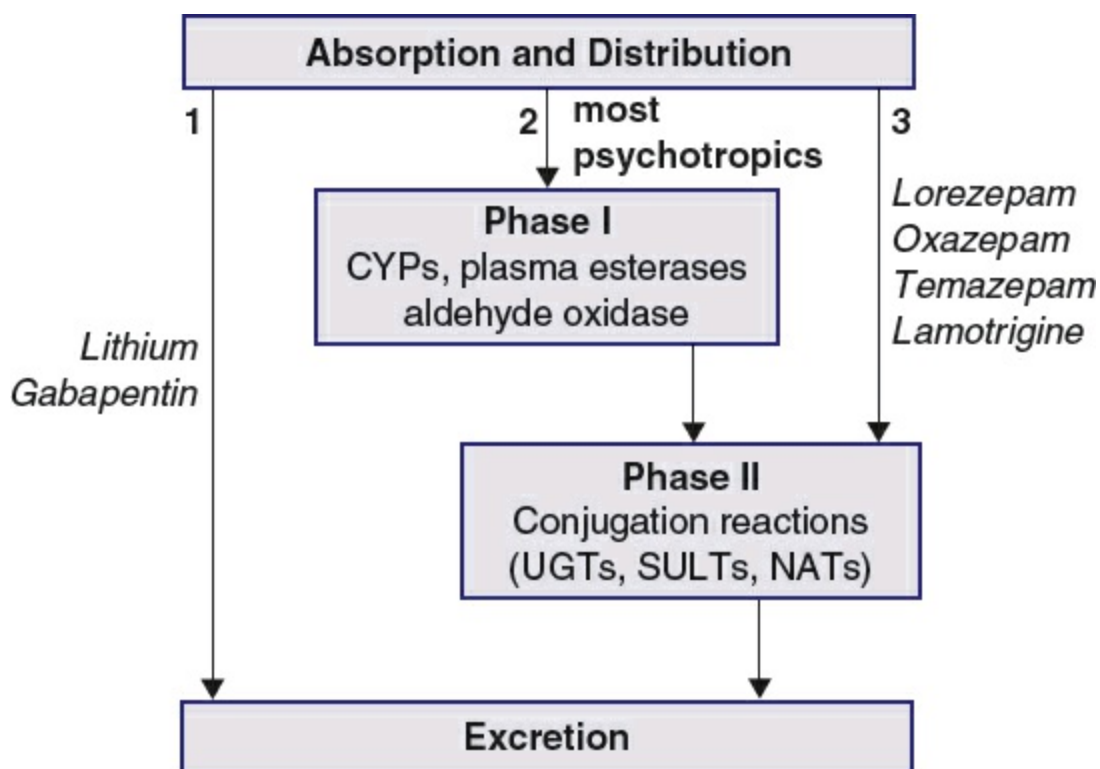 Absorption and Distribution
1
2
most
psychotropics
3
Phase I
CYPs, plasma esterases
aldehyde oxidase
Lorezepam
Oxazepam
Temazepam
Lamotrigine
Lithium
Gabapentin
Phase II
Conjugation reactions
(UGTs, SULTs, NATs)
Excretion